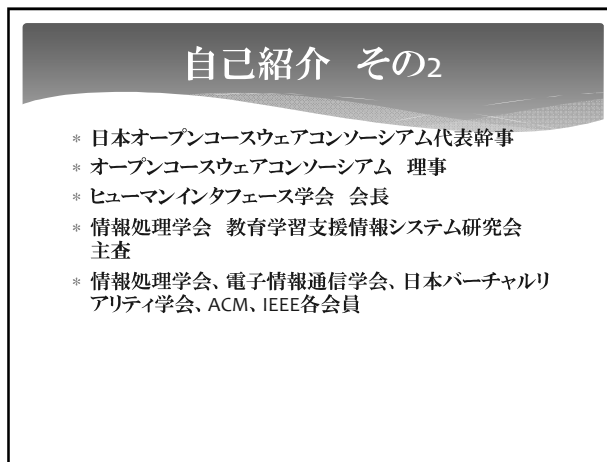 自己紹介　その2
* 日本オープンコースウェアコンソーシアム代表幹事
* オープンコースウェアコンソーシアム　理事
* ヒューマンインタフェース学会　会長
* 情報処理学会　教育学習支援情報システム研究会
主査
* 情報処理学会、電子情報通信学会、日本バーチャルリ
アリティ学会、ACM、IEEE各会員